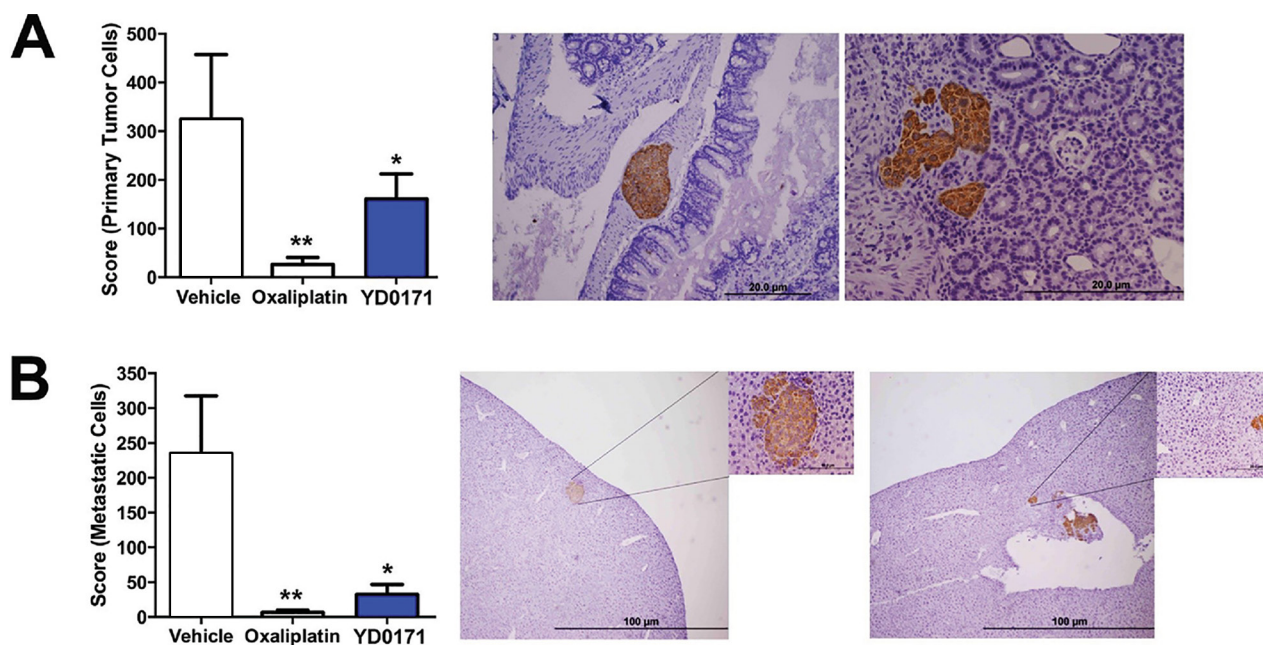 A
Score (Primary Tumor Cells)
500
400
300
200
100
0
**
*
Vehicle
Oxaliplatin
YD0171
20.0 μm
20.0 μm
B
Score (Metastatic Cells)
350
300
250
200
150
100
50
0
**
*
Vehicle
Oxaliplatin
YD0171
100 μm
100 μm